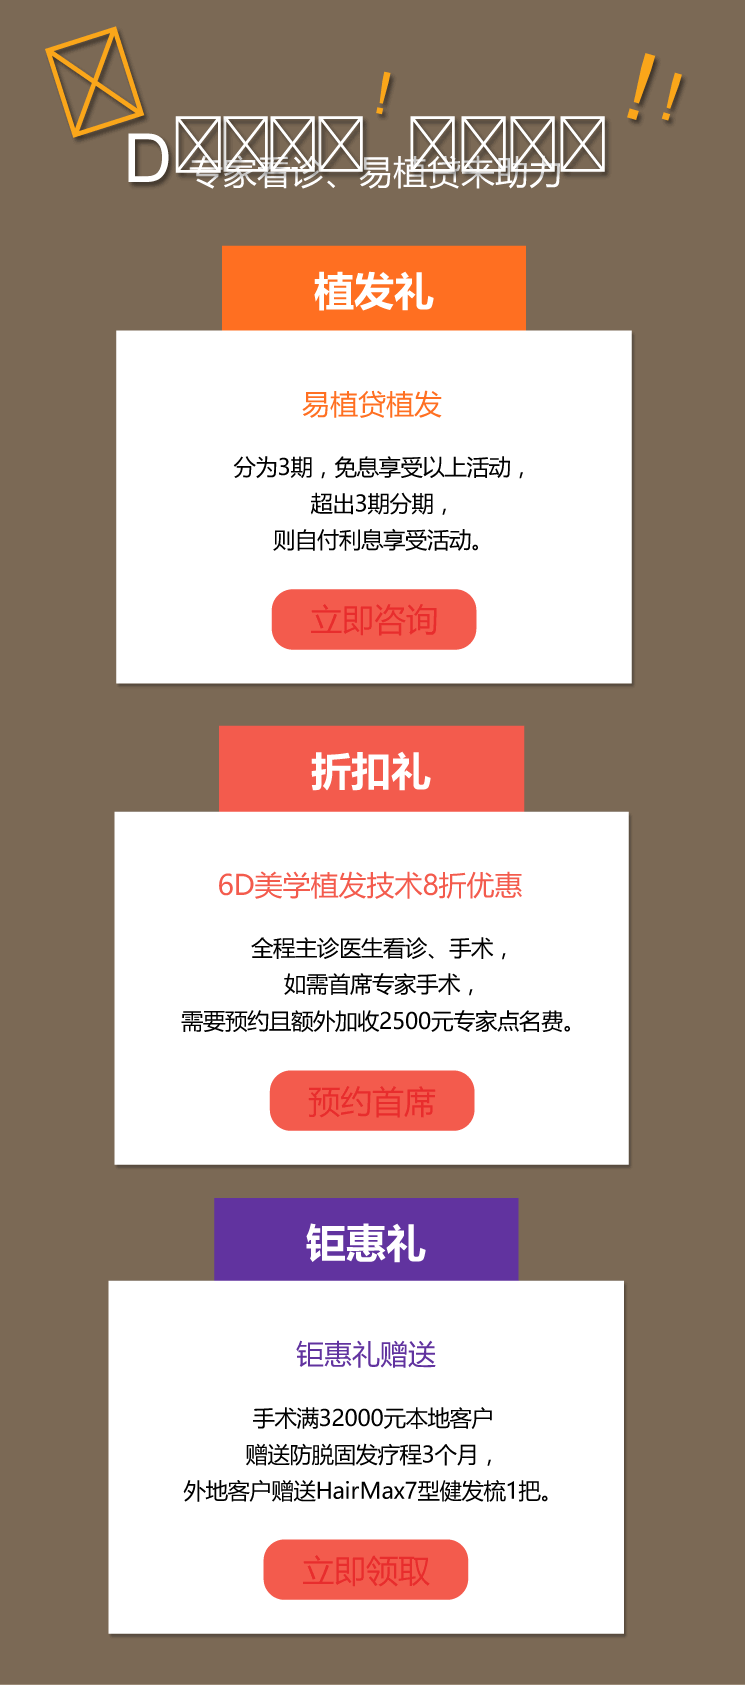 D ! !!
专家看诊、易植贷来助力
植发礼
易植贷植发
分为3期，免息享受以上活动，
超出3期分期，
则自付利息享受活动。
立即咨询
折扣礼
6D美学植发技术8折优惠
全程主诊医生看诊、手术，
如需首席专家手术，
需要预约且额外加收2500元专家点名费。
预约首席
钜惠礼
钜惠礼赠送
手术满32000元本地客户
赠送防脱固发疗程3个月，
外地客户赠送HairMax7型健发梳1把。
立即领取